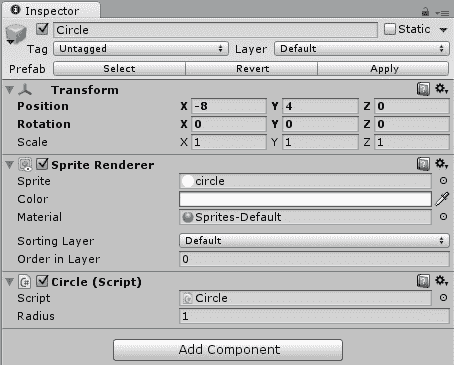 Inspector
Circle Static
Tag Untagged Layer Default
Prefab Select Revert Apply
Transform
Position X -8 Y 4 Z 0
Rotation X 0 Y 0 Z 0
Scale X 1 Y 1 Z 1
Sprite Renderer
Sprite circle
Color
Material Sprites-Default
Sorting Layer Default
Order in Layer 0
Circle (Script)
Script Circle
Radius 1
Add Component